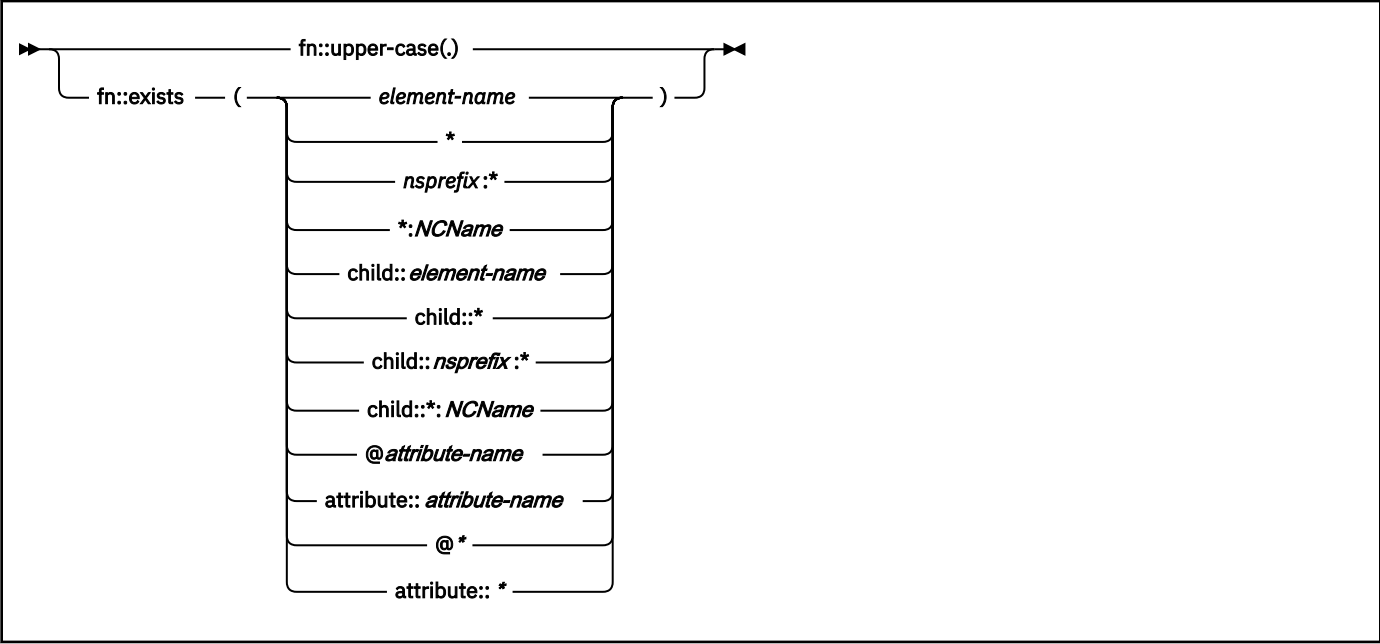 fn::upper-case(.)
fn::exists ( element-name )
*
nsprefix:*
*:NCName
child::element-name
child::*
child::nsprefix:*
child::*:NCName
@attribute-name
attribute::attribute-name
@*
attribute::*